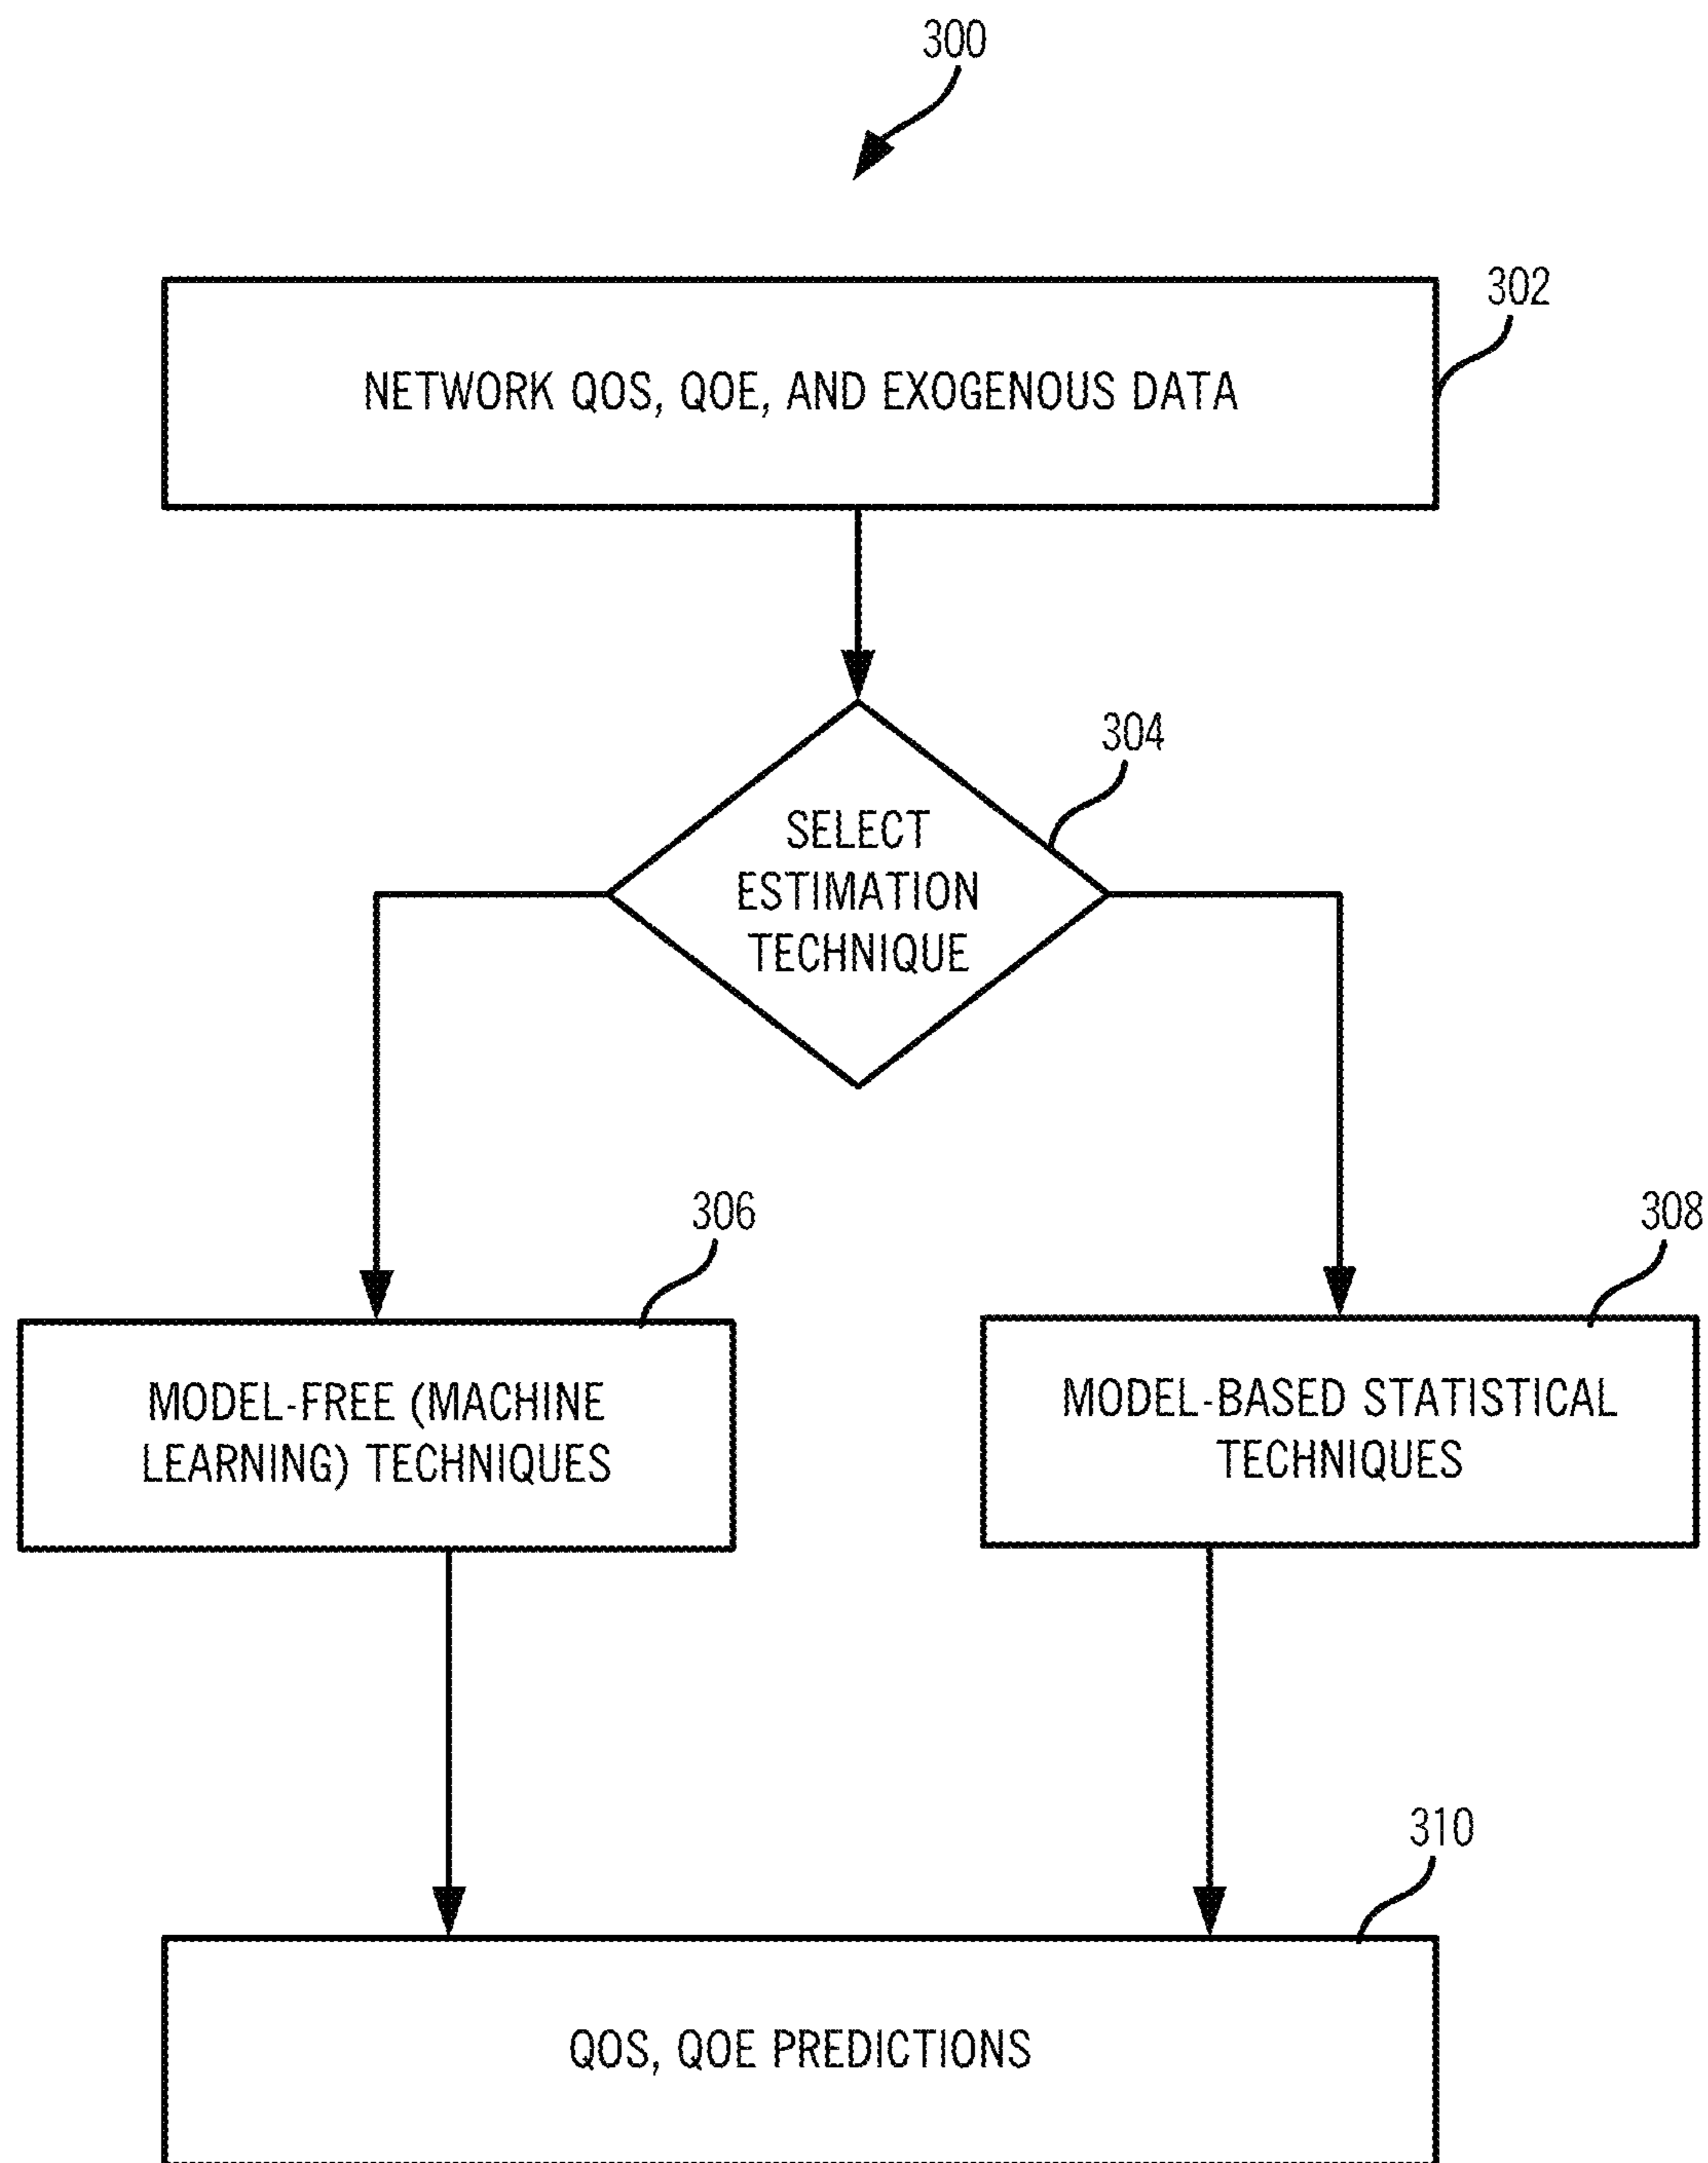 300
302
NETWORK QOS, QOE, AND EXOGENOUS DATA
304
SELECT
ESTIMATION
TECHNIQUE
306
308
MODEL-FREE (MACHINE
LEARNING) TECHNIQUES
MODEL-BASED STATISTICAL
TECHNIQUES
310
QOS, QOE PREDICTIONS